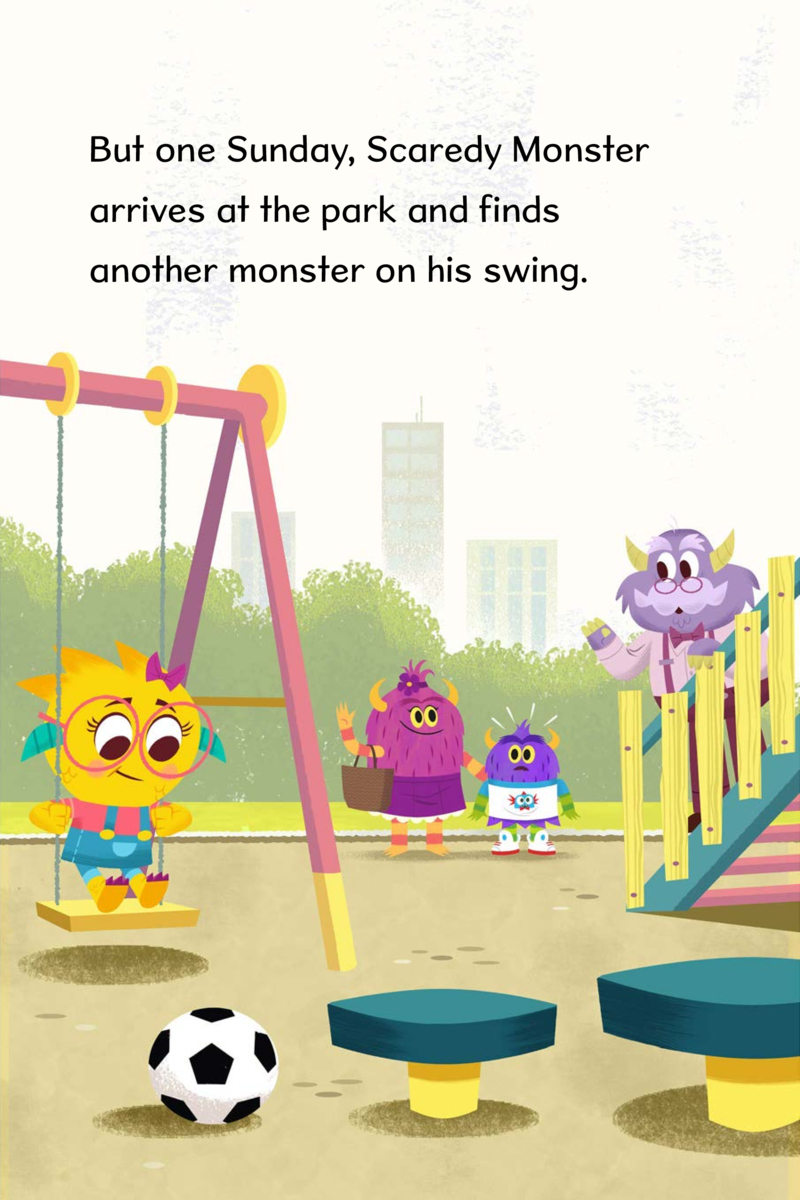 But one Sunday, Scaredy Monster
arrives at the park and finds
another monster on his swing.